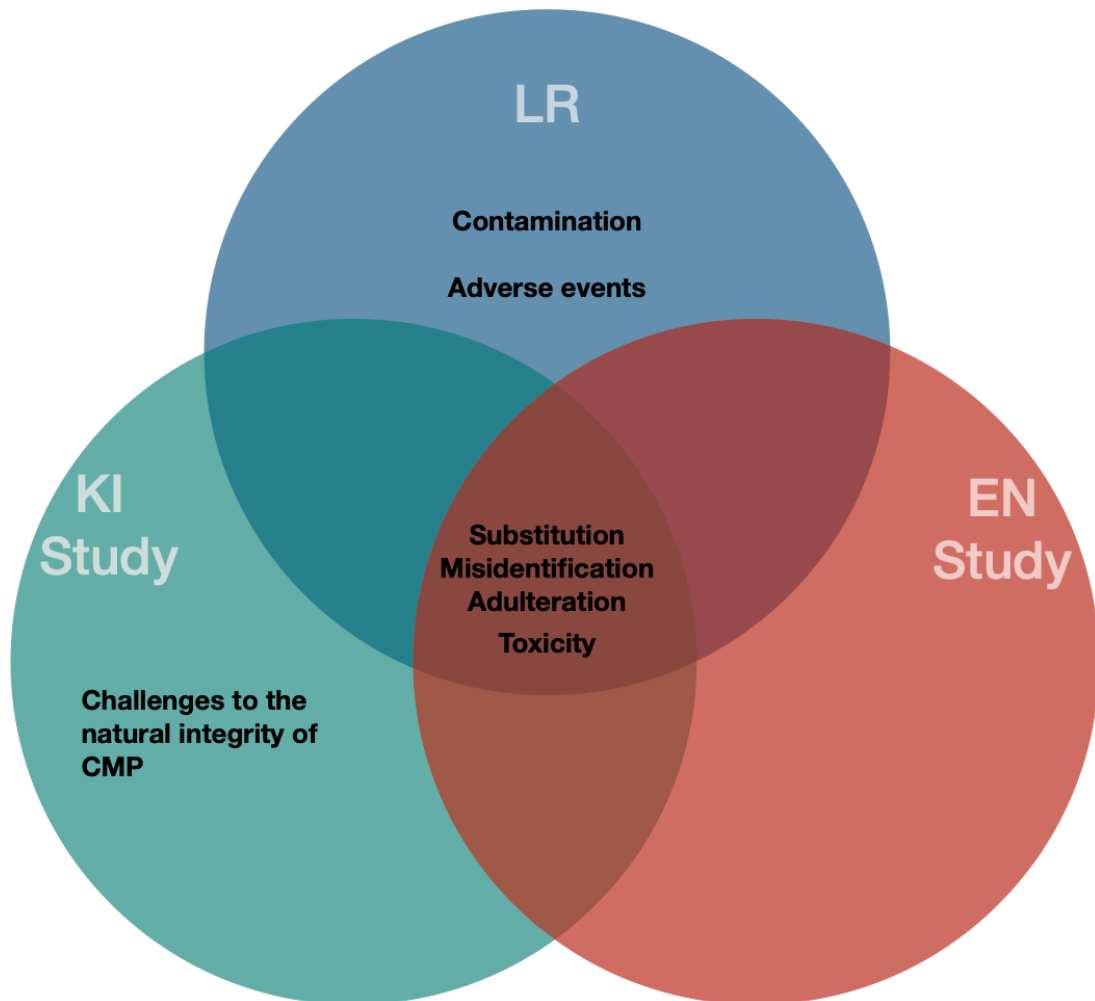 LR
Contamination
Adverse events
KI
Study
EN
Study
Substitution
Misidentification
Adulteration
Toxicity
Challenges to the
natural integrity of
CMP